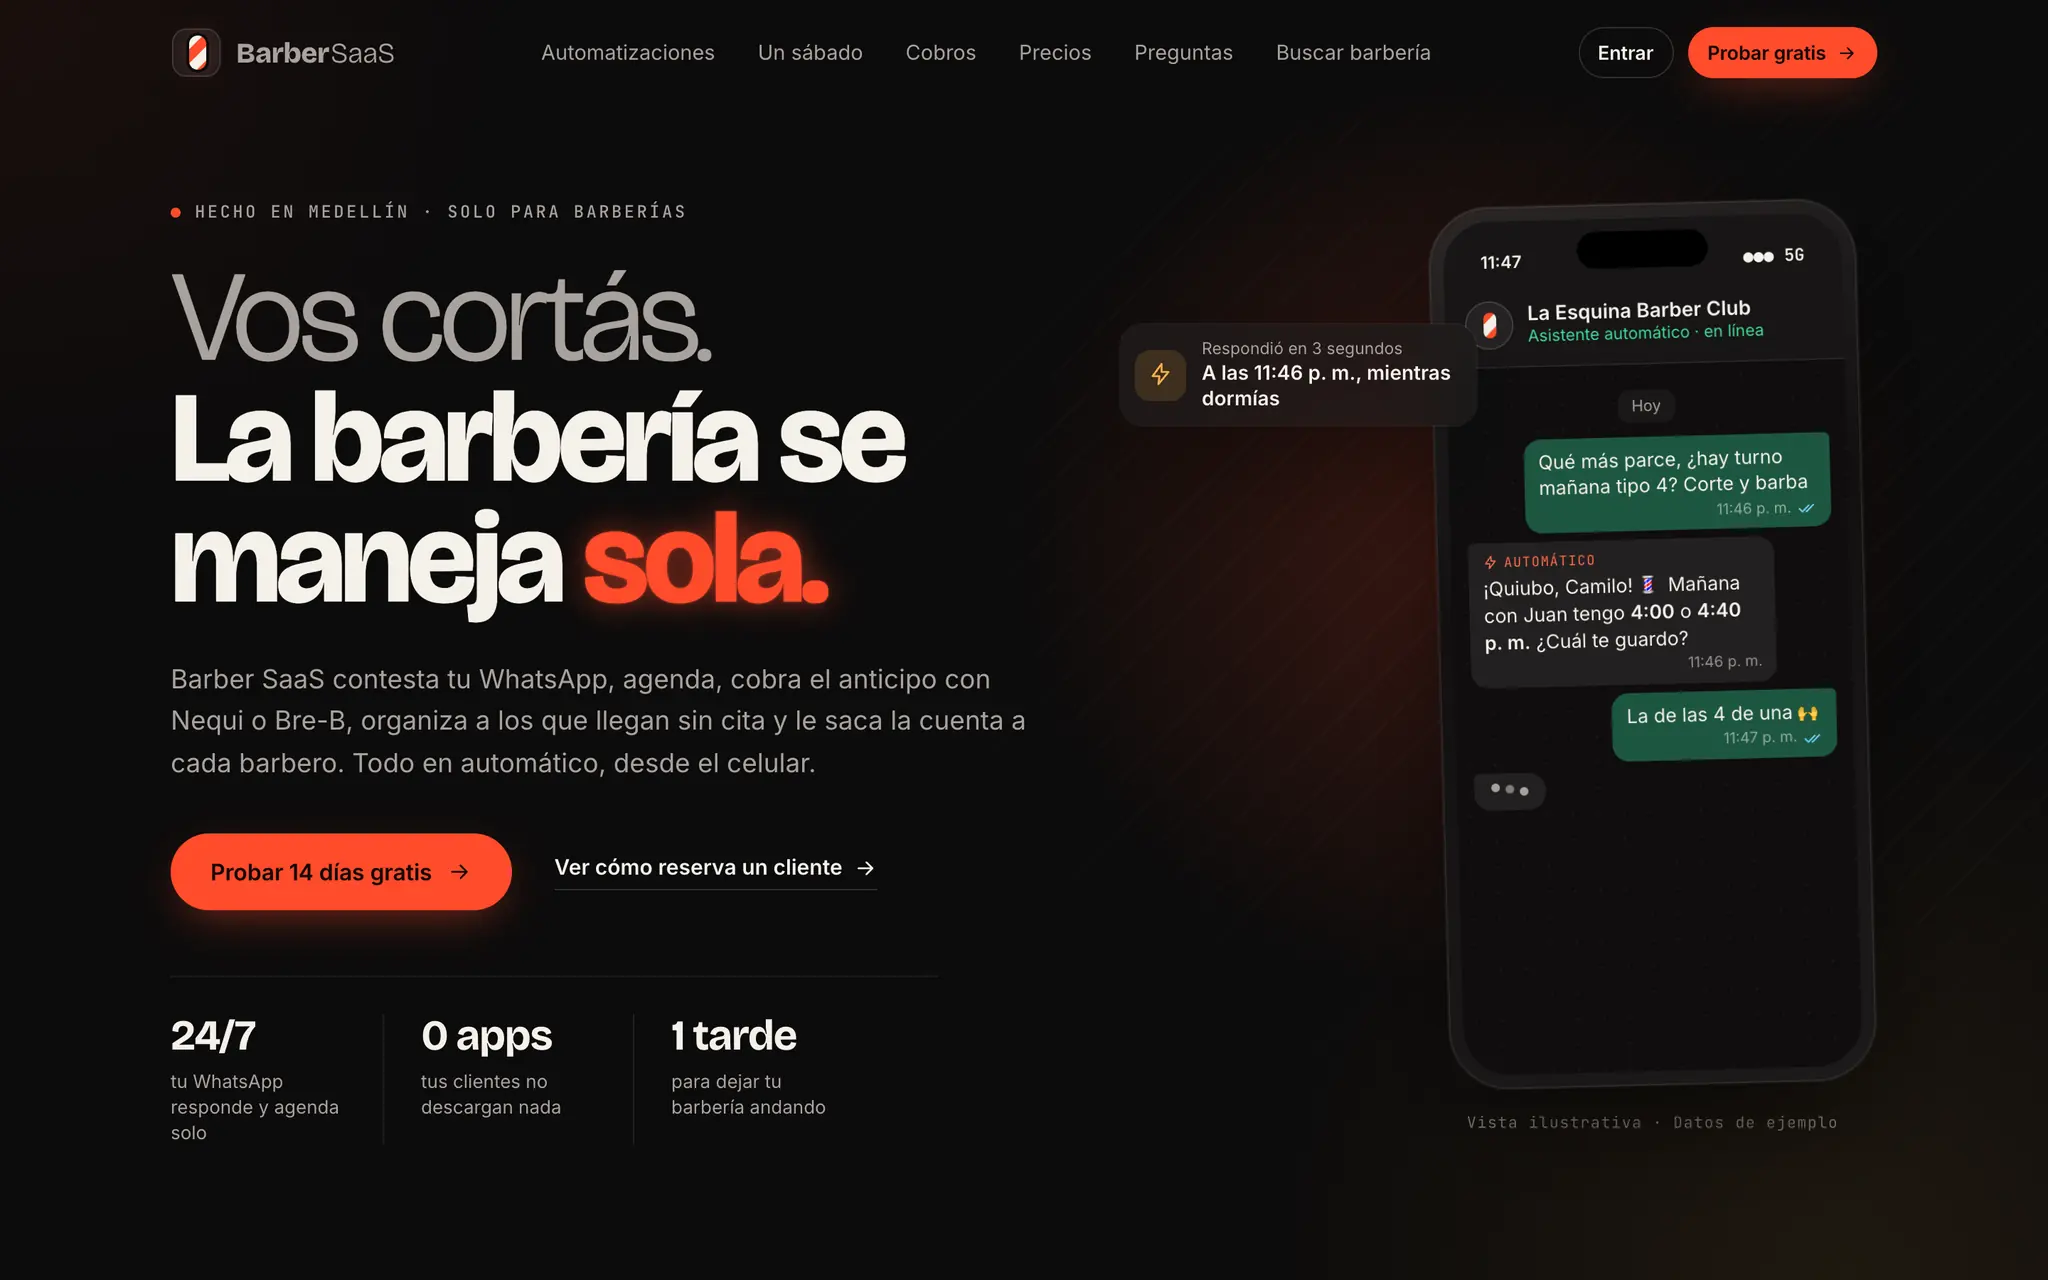 BarberSaaS
Automatizaciones
Un sábado
Cobros
Precios
Preguntas
Buscar barbería
Entrar
Probar gratis →
HECHO EN MEDELLÍN · SOLO PARA BARBERÍAS
Vos cortás.
La barbería se
maneja sola.
Barber SaaS contesta tu WhatsApp, agenda, cobra el anticipo con
Nequi o Bre-B, organiza a los que llegan sin cita y le saca la cuenta a
cada barbero. Todo en automático, desde el celular.
Probar 14 días gratis →
Ver cómo reserva un cliente →
24/7
tu WhatsApp
responde y agenda
solo
0 apps
tus clientes no
descargan nada
1 tarde
para dejar tu
barbería andando
Respondió en 3 segundos
A las 11:46 p. m., mientras
dormías
11:47
5G
La Esquina Barber Club
Asistente automático · en línea
Hoy
Qué más parce, ¿hay turno
mañana tipo 4? Corte y barba
11:46 p. m.
AUTOMÁTICO
¡Quiubo, Camilo! 💈 Mañana
con Juan tengo 4:00 o 4:40
p. m. ¿Cuál te guardo?
11:46 p. m.
La de las 4 de una 🙌
11:47 p. m.
Vista ilustrativa · Datos de ejemplo